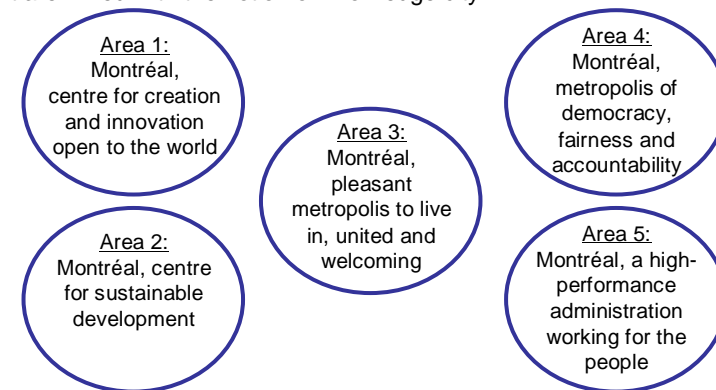 Area 1:
Montréal,
centre for creation
and innovation
open to the world
Area 2:
Montréal, centre
for sustainable
development
Area 3:
Montréal,
pleasant
metropolis to live
in, united and
welcoming
Area 4:
Montréal,
metropolis of
democracy,
fairness and
accountability
Area 5:
Montréal, a high-
performance
administration
working for the
people